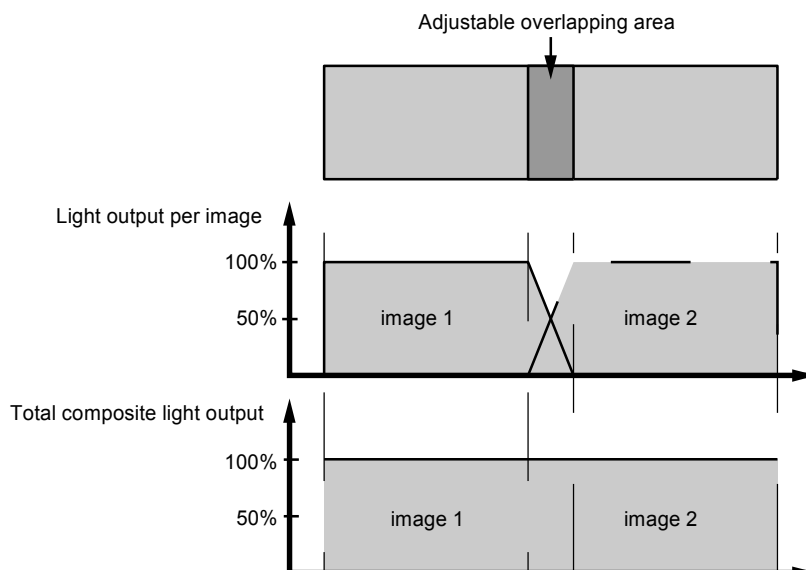 Adjustable overlapping area
Light output per image
100%
50%
image 1
image 2
Total composite light output
100%
50%
image 1
image 2